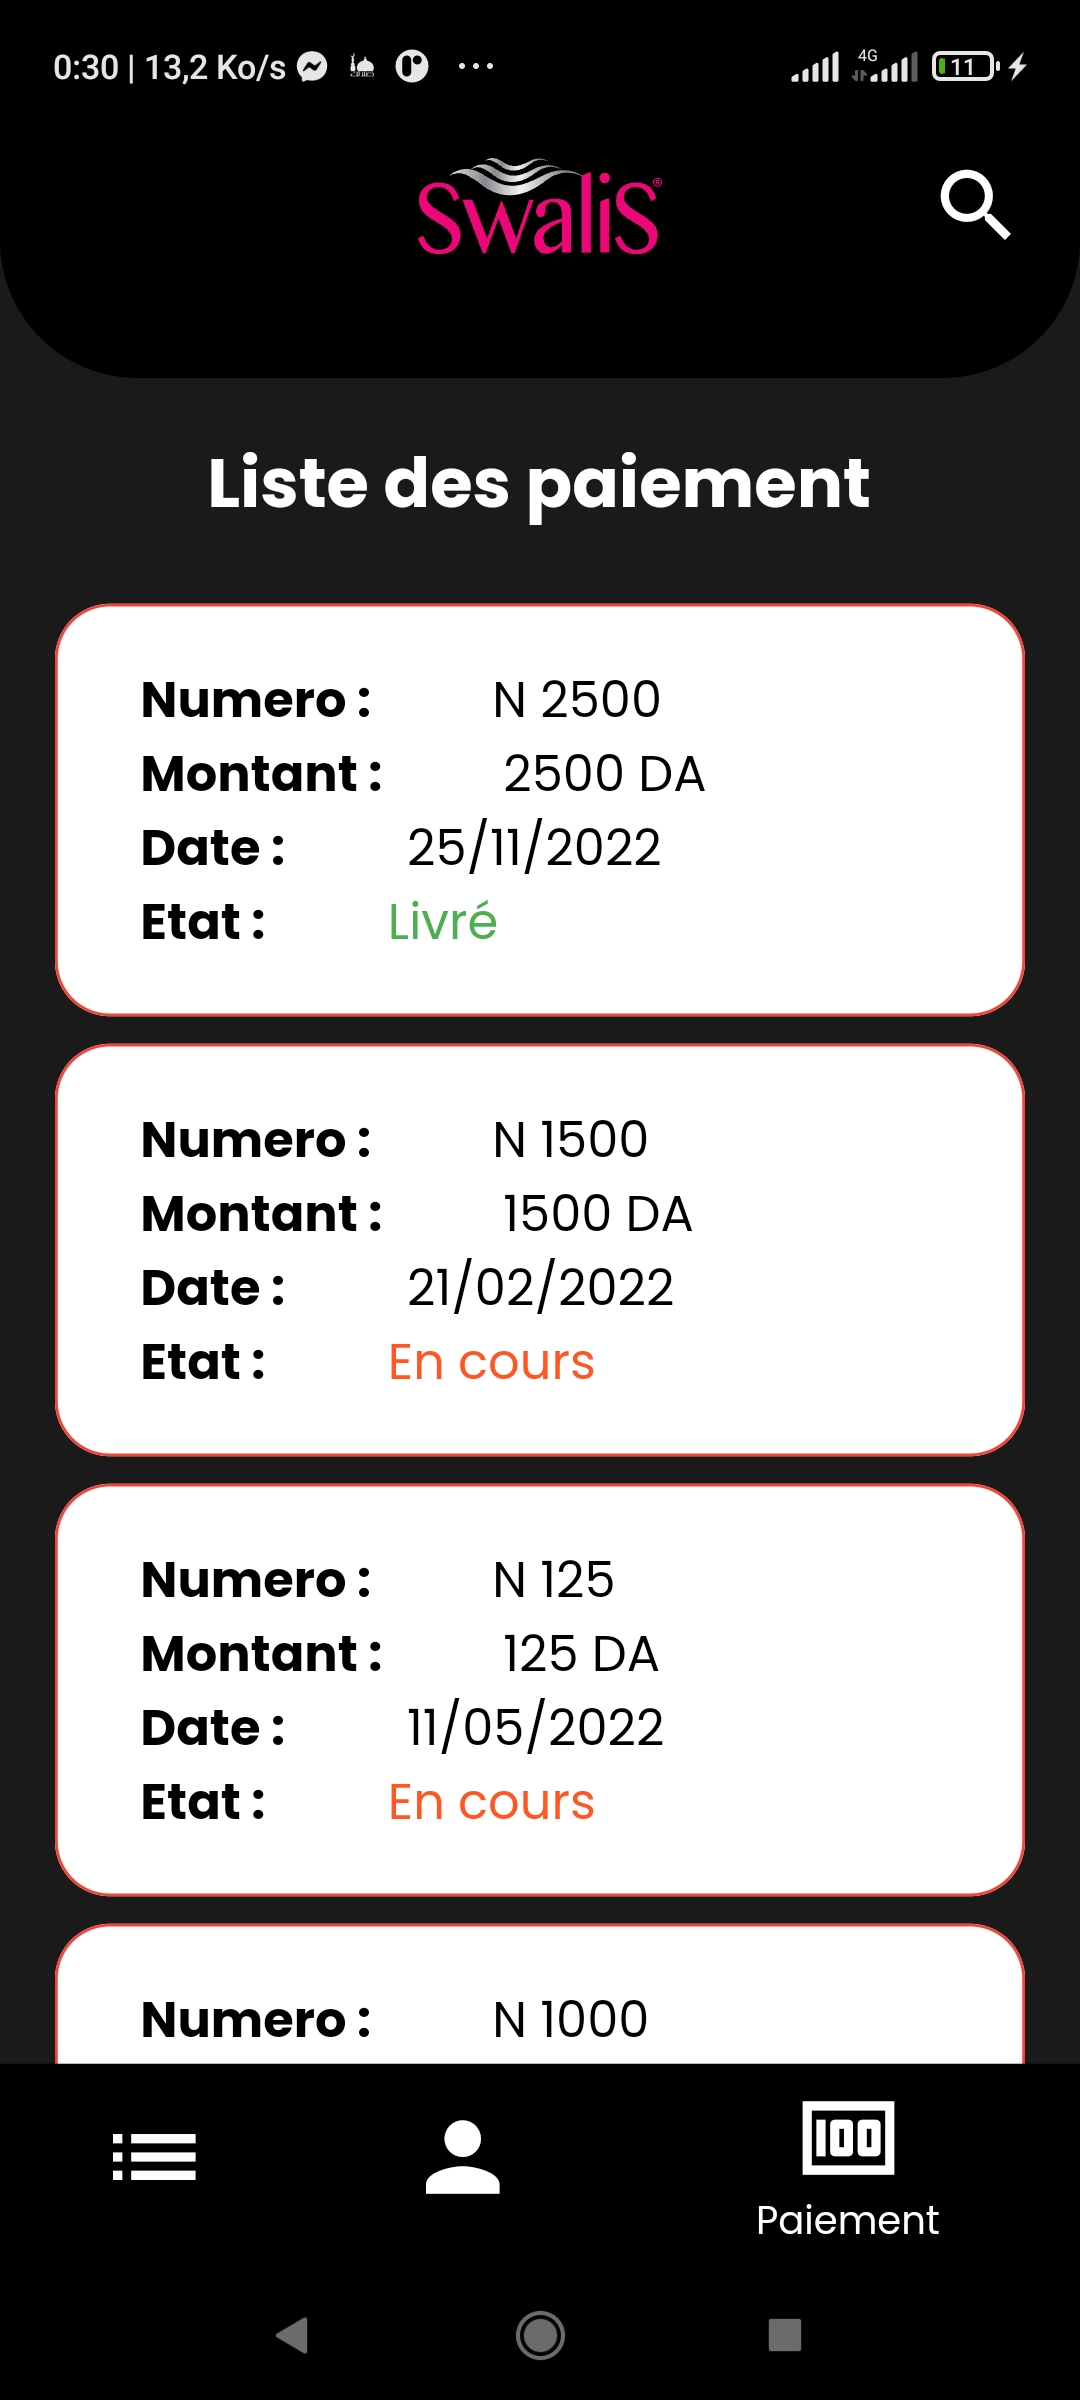 0:30 | 13,2 Ko/s
4G
11
SwaliS®
Liste des paiement
Numero : N 2500
Montant : 2500 DA
Date : 25/11/2022
Etat : Livré
Numero : N 1500
Montant : 1500 DA
Date : 21/02/2022
Etat : En cours
Numero : N 125
Montant : 125 DA
Date : 11/05/2022
Etat : En cours
Numero : N 1000
100
Paiement